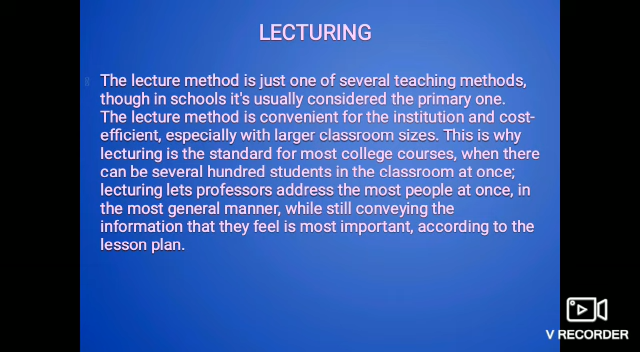 LECTURING
The lecture method is just one of several teaching methods,
though in schools it's usually considered the primary one.
The lecture method is convenient for the institution and cost-
efficient, especially with larger classroom sizes. This is why
lecturing is the standard for most college courses, when there
can be several hundred students in the classroom at once;
lecturing lets professors address the most people at once, in
the most general manner, while still conveying the
information that they feel is most important, according to the
lesson plan.
V RECORDER